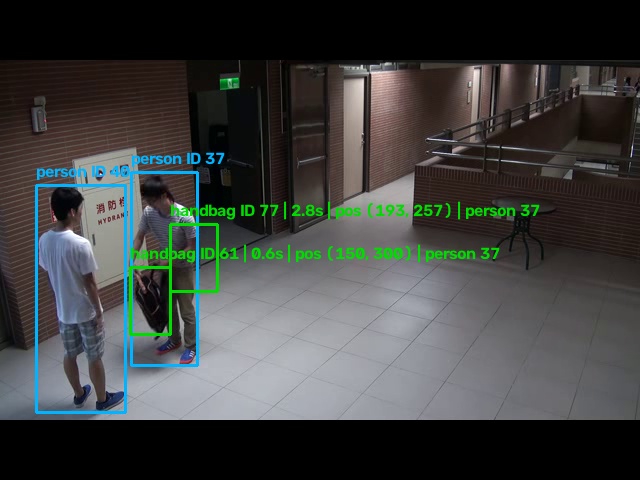 person ID 46
person ID 37
handbag ID 77 | 2.8s | pos (193, 257) | person 37
handbag ID 61 | 0.6s | pos (150, 300) | person 37
消防栓
HYDRANT